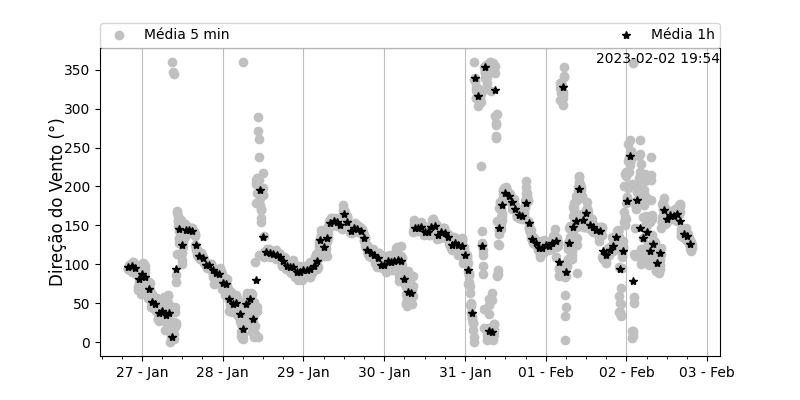 Média 5 min
Média 1h
2023-02-02 19:54
Direção do Vento (°)
350
300
250
200
150
100
50
0
27 - Jan
28 - Jan
29 - Jan
30 - Jan
31 - Jan
01 - Feb
02 - Feb
03 - Feb